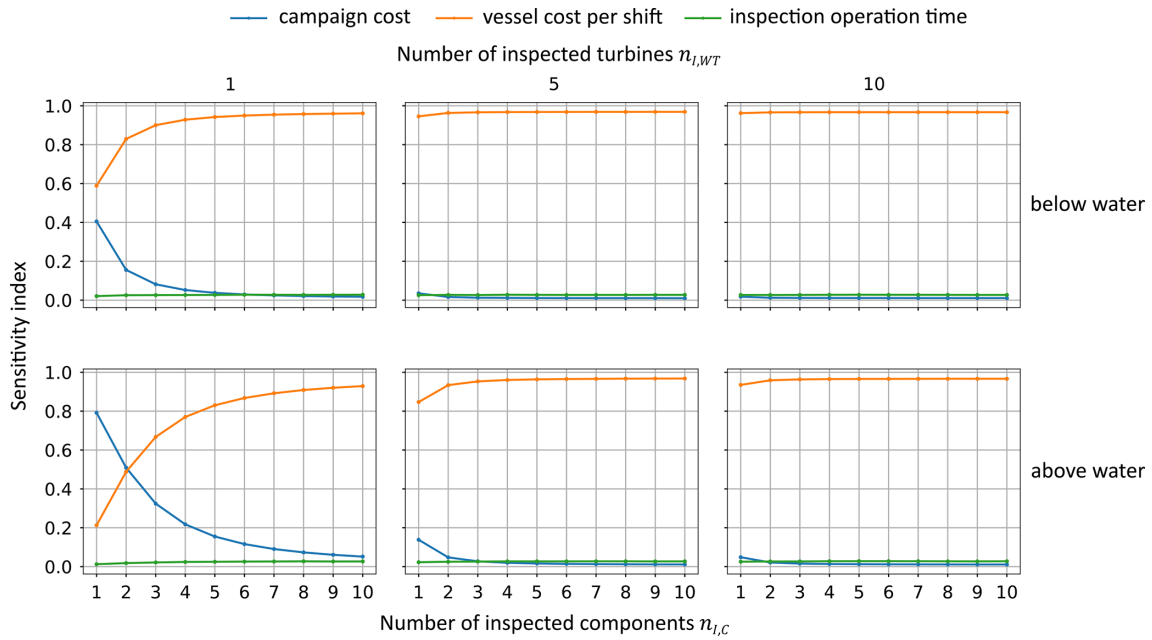 campaign cost vessel cost per shift inspection operation time
Number of inspected turbines n_{I,WT}
1 5 10
1.0
0.8
0.6
0.4
0.2
0.0
below water
Sensitivity index
1.0
0.8
0.6
0.4
0.2
0.0
above water
1 2 3 4 5 6 7 8 9 10 1 2 3 4 5 6 7 8 9 10 1 2 3 4 5 6 7 8 9 10
Number of inspected components n_{I,C}